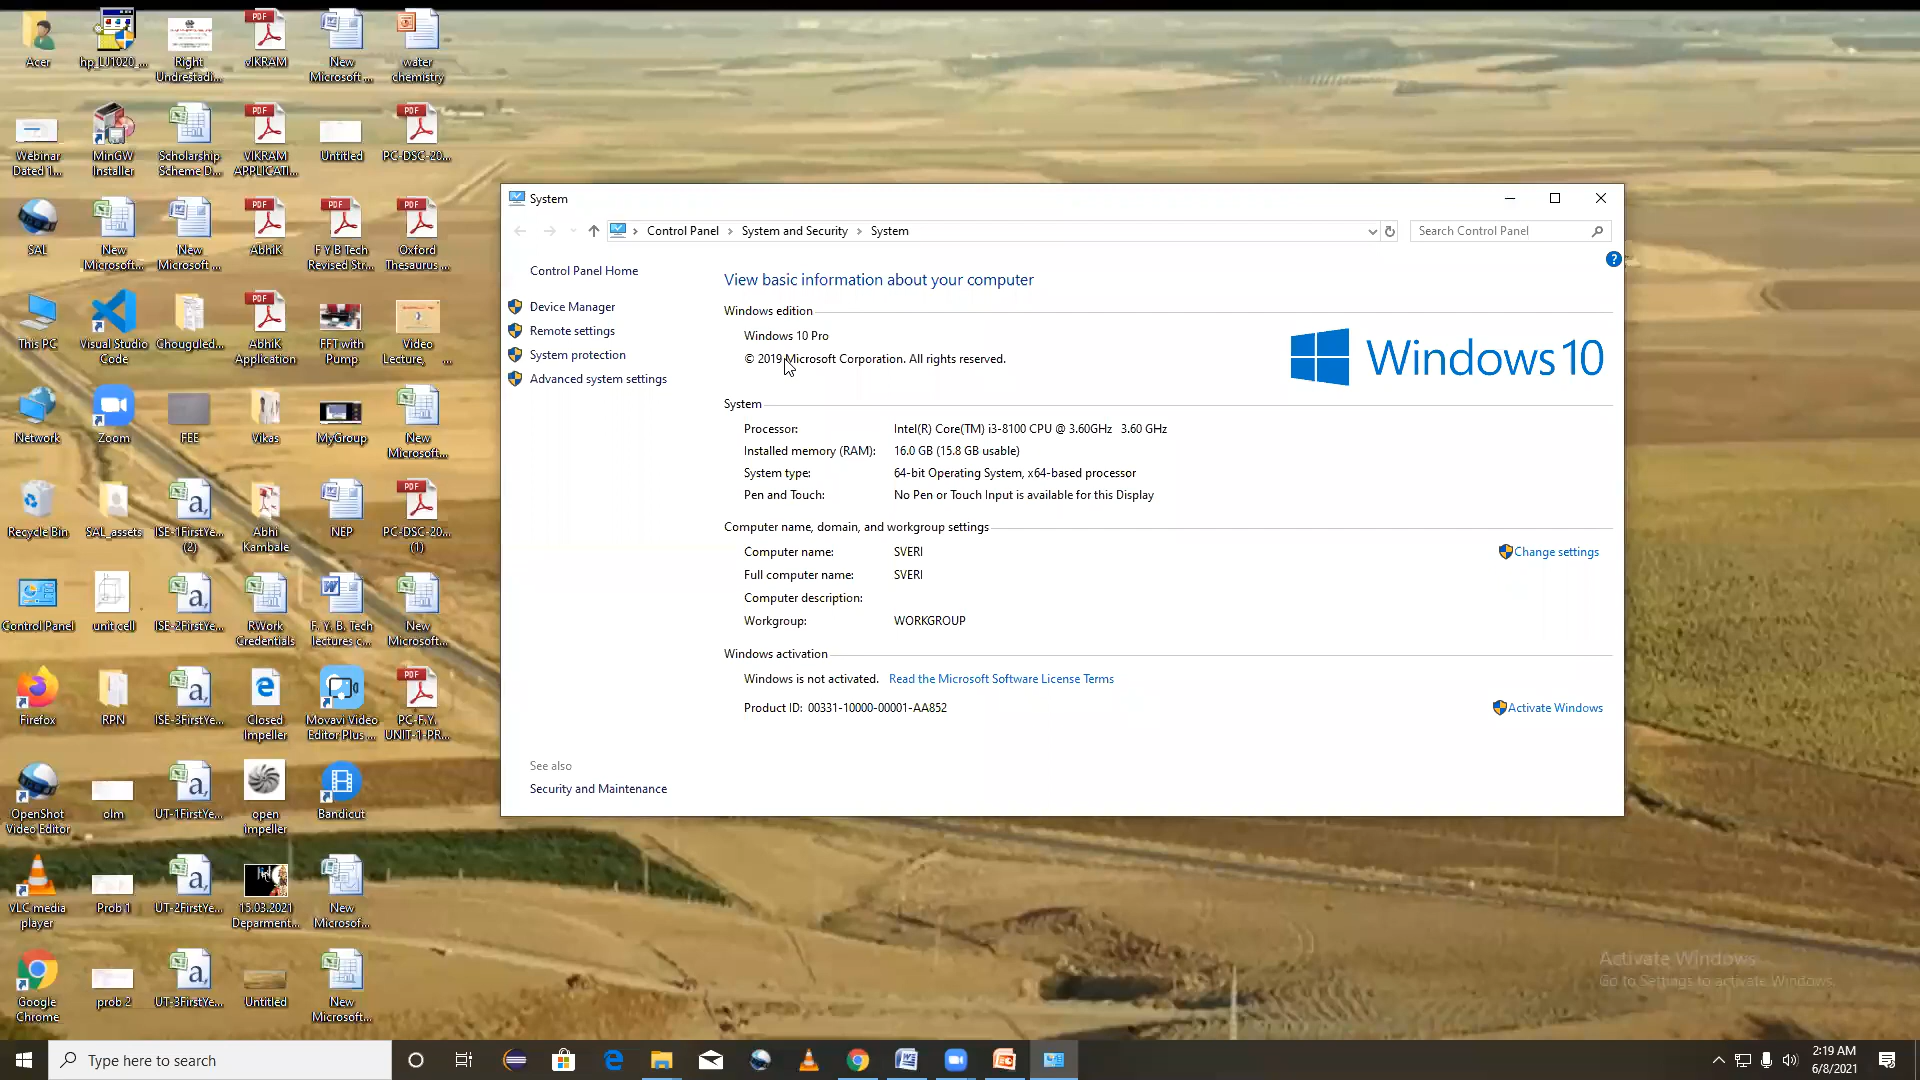 Acer
hp_LJ1020_...
Right
Undrestadi...
VIKRAM
New
Microsoft ...
water
chemistry
Webinar
Dated 1...
MinGW
Installer
Scholarship
Scheme D...
VIKRAM
APPLICATI...
Untitled
PC-DSC-20...
SAL
New
Microsoft...
New
Microsoft ...
AbhiK
F Y B Tech
Revised Str...
Oxford
Thesaurus ...
This PC
Visual Studio
Code
Chouguled...
AbhiK
Application
FFT with
Pump
Video
Lecture, ...
Network
Zoom
FEE
Vikas
MyGroup
New
Microsoft...
Recycle Bin
SAL_assets
ISE-1FirstYe...
(2)
Abhi
Kambale
NEP
PC-DSC-20...
(1)
Control Panel
unit cell
ISE-2FirstYe...
RWork
Credentials
F. Y. B. Tech
lectures c...
New
Microsoft...
Firefox
RPN
ISE-3FirstYe...
Closed
Impeller
Movavi Video
Editor Plus ...
PC-F.Y.
UNIT-1-PR...
OpenShot
Video Editor
olm
UT-1FirstYe...
open
impeller
Bandicut
VLC media
player
Prob 1
UT-2FirstYe...
15.03.2021
Deparment...
New
Microsof...
Google
Chrome
prob 2
UT-3FirstYe...
Untitled
New
Microsoft...
System
Control Panel > System and Security > System
Search Control Panel
Control Panel Home
Device Manager
Remote settings
System protection
Advanced system settings
See also
Security and Maintenance
View basic information about your computer
Windows edition
Windows 10 Pro
© 2019 Microsoft Corporation. All rights reserved.
Windows 10
System
Processor: Intel(R) Core(TM) i3-8100 CPU @ 3.60GHz 3.60 GHz
Installed memory (RAM): 16.0 GB (15.8 GB usable)
System type: 64-bit Operating System, x64-based processor
Pen and Touch: No Pen or Touch Input is available for this Display
Computer name, domain, and workgroup settings
Computer name: SVERI
Change settings
Full computer name: SVERI
Computer description:
Workgroup: WORKGROUP
Windows activation
Windows is not activated. Read the Microsoft Software License Terms
Product ID: 00331-10000-00001-AA852
Activate Windows
Activate Windows
Go to Settings to activate Windows.
Type here to search
2:19 AM
6/8/2021